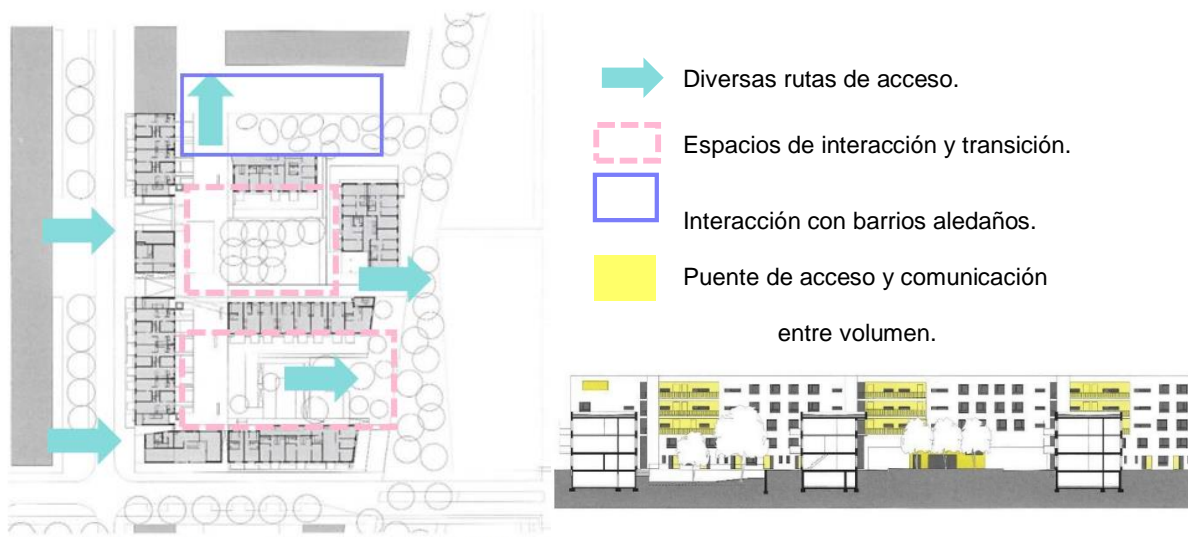 Diversas rutas de acceso.
Espacios de interacción y transición.
Interacción con barrios aledaños.
Puente de acceso y comunicación
entre volumen.